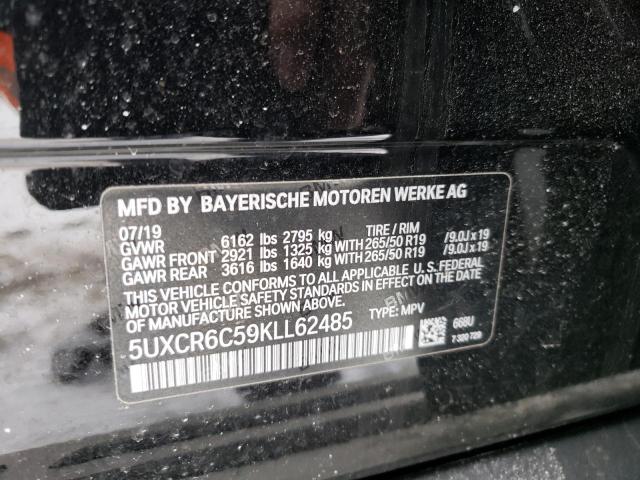 MFD BY BAYERISCHE MOTOREN WERKE AG
07/19 TIRE / RIM
GVWR 6162 lbs 2795 kg
GAWR FRONT 2921 lbs 1325 kg WITH 265/50 R19 /9.0J x 19
GAWR REAR 3616 lbs 1640 kg WITH 265/50 R19 /9.0J x 19
THIS VEHICLE CONFORMS TO ALL APPLICABLE U.S. FEDERAL
MOTOR VEHICLE SAFETY STANDARDS IN EFFECT ON THE DATE
OF MANUFACTURE SHOWN ABOVE.
5UXCR6C59KLL62485 TYPE: MPV
668U
7 320 728